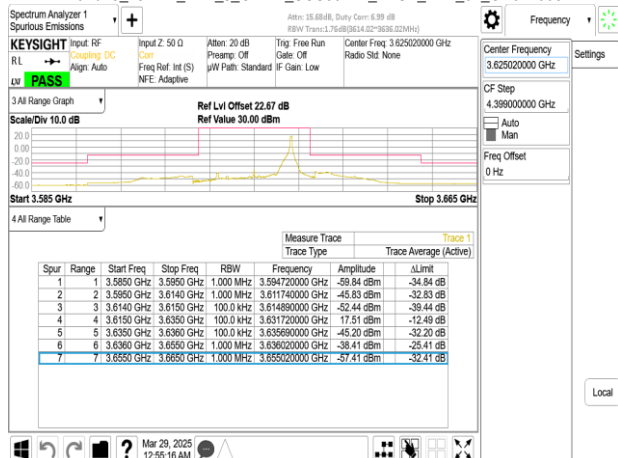 Spectrum Analyzer 1
Spurious Emissions
Attn: 15.68dB, Duty Corr: 6.99 dB
RBW Trans:1.76dB(3614.02~3636.02MHz)
Frequency
KEYSIGHT
RL
PASS
Input: RF
Coupling: DC
Align: Auto
Input Z: 50 Ω
Corr
Freq Ref: Int (S)
NFE: Adaptive
Atten: 20 dB
Preamp: Off
µW Path: Standard
Trig: Free Run
Gate: Off
IF Gain: Low
Center Freq: 3.625020000 GHz
Radio Std: None
3 All Range Graph
Scale/Div 10.0 dB
Ref Lvl Offset 22.67 dB
Ref Value 30.00 dBm
20.0
0.00
-20.0
-40.0
-60.0
Start 3.585 GHz
Stop 3.665 GHz
4 All Range Table
Measure Trace Trace 1
Trace Type Trace Average (Active)
Spur Range Start Freq Stop Freq RBW Frequency Amplitude ΔLimit
1 1 3.5850 GHz 3.5950 GHz 1.000 MHz 3.594720000 GHz -59.84 dBm -34.84 dB
2 2 3.5950 GHz 3.6140 GHz 1.000 MHz 3.611740000 GHz -45.83 dBm -32.83 dB
3 3 3.6140 GHz 3.6150 GHz 100.0 kHz 3.614890000 GHz -52.44 dBm -39.44 dB
4 4 3.6150 GHz 3.6350 GHz 100.0 kHz 3.631720000 GHz 17.51 dBm -12.49 dB
5 5 3.6350 GHz 3.6360 GHz 100.0 kHz 3.635690000 GHz -45.20 dBm -32.20 dB
6 6 3.6360 GHz 3.6550 GHz 1.000 MHz 3.636020000 GHz -38.41 dBm -25.41 dB
7 7 3.6550 GHz 3.6650 GHz 1.000 MHz 3.655020000 GHz -57.41 dBm -32.41 dB
Center Frequency
3.625020000 GHz
Settings
CF Step
4.399000000 GHz
Auto
Man
Freq Offset
0 Hz
Local
?
Mar 29, 2025
12:55:16 AM